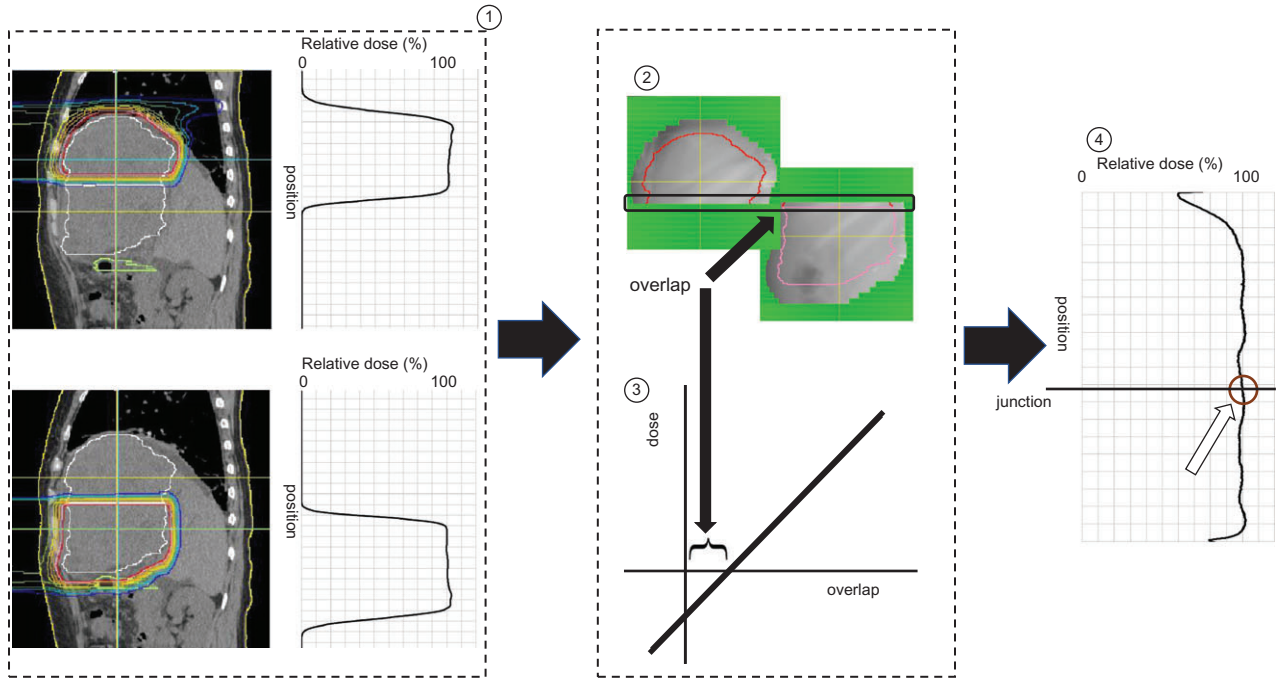 ①
Relative dose (%)
0 100
position
Relative dose (%)
0 100
position
②
overlap
③
dose
overlap
④
Relative dose (%)
0 100
position
junction